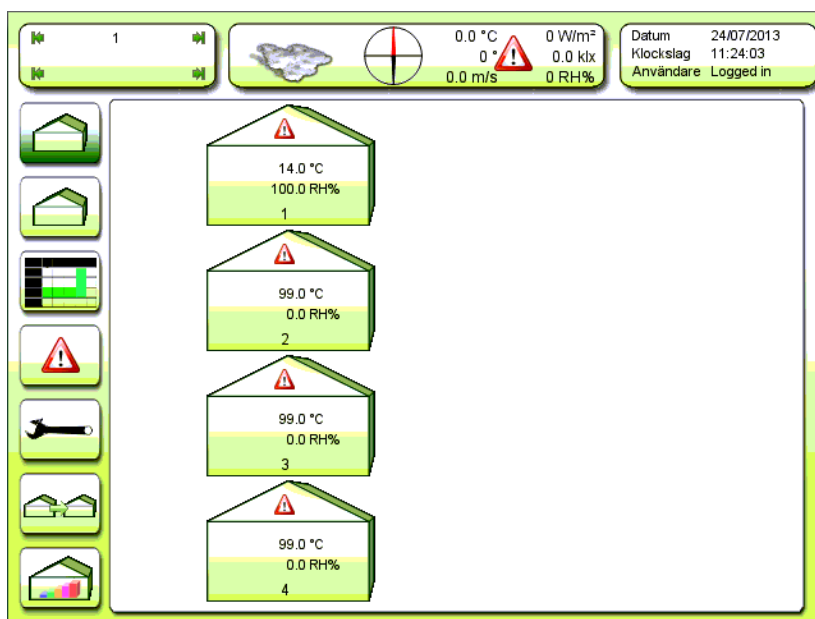 1
0.0 °C 0 W/m²
0 ° 0.0 klx
0.0 m/s 0 RH%
Datum 24/07/2013
Klockslag 11:24:03
Användare Logged in
14.0 °C
100.0 RH%
1
99.0 °C
0.0 RH%
2
99.0 °C
0.0 RH%
3
99.0 °C
0.0 RH%
4